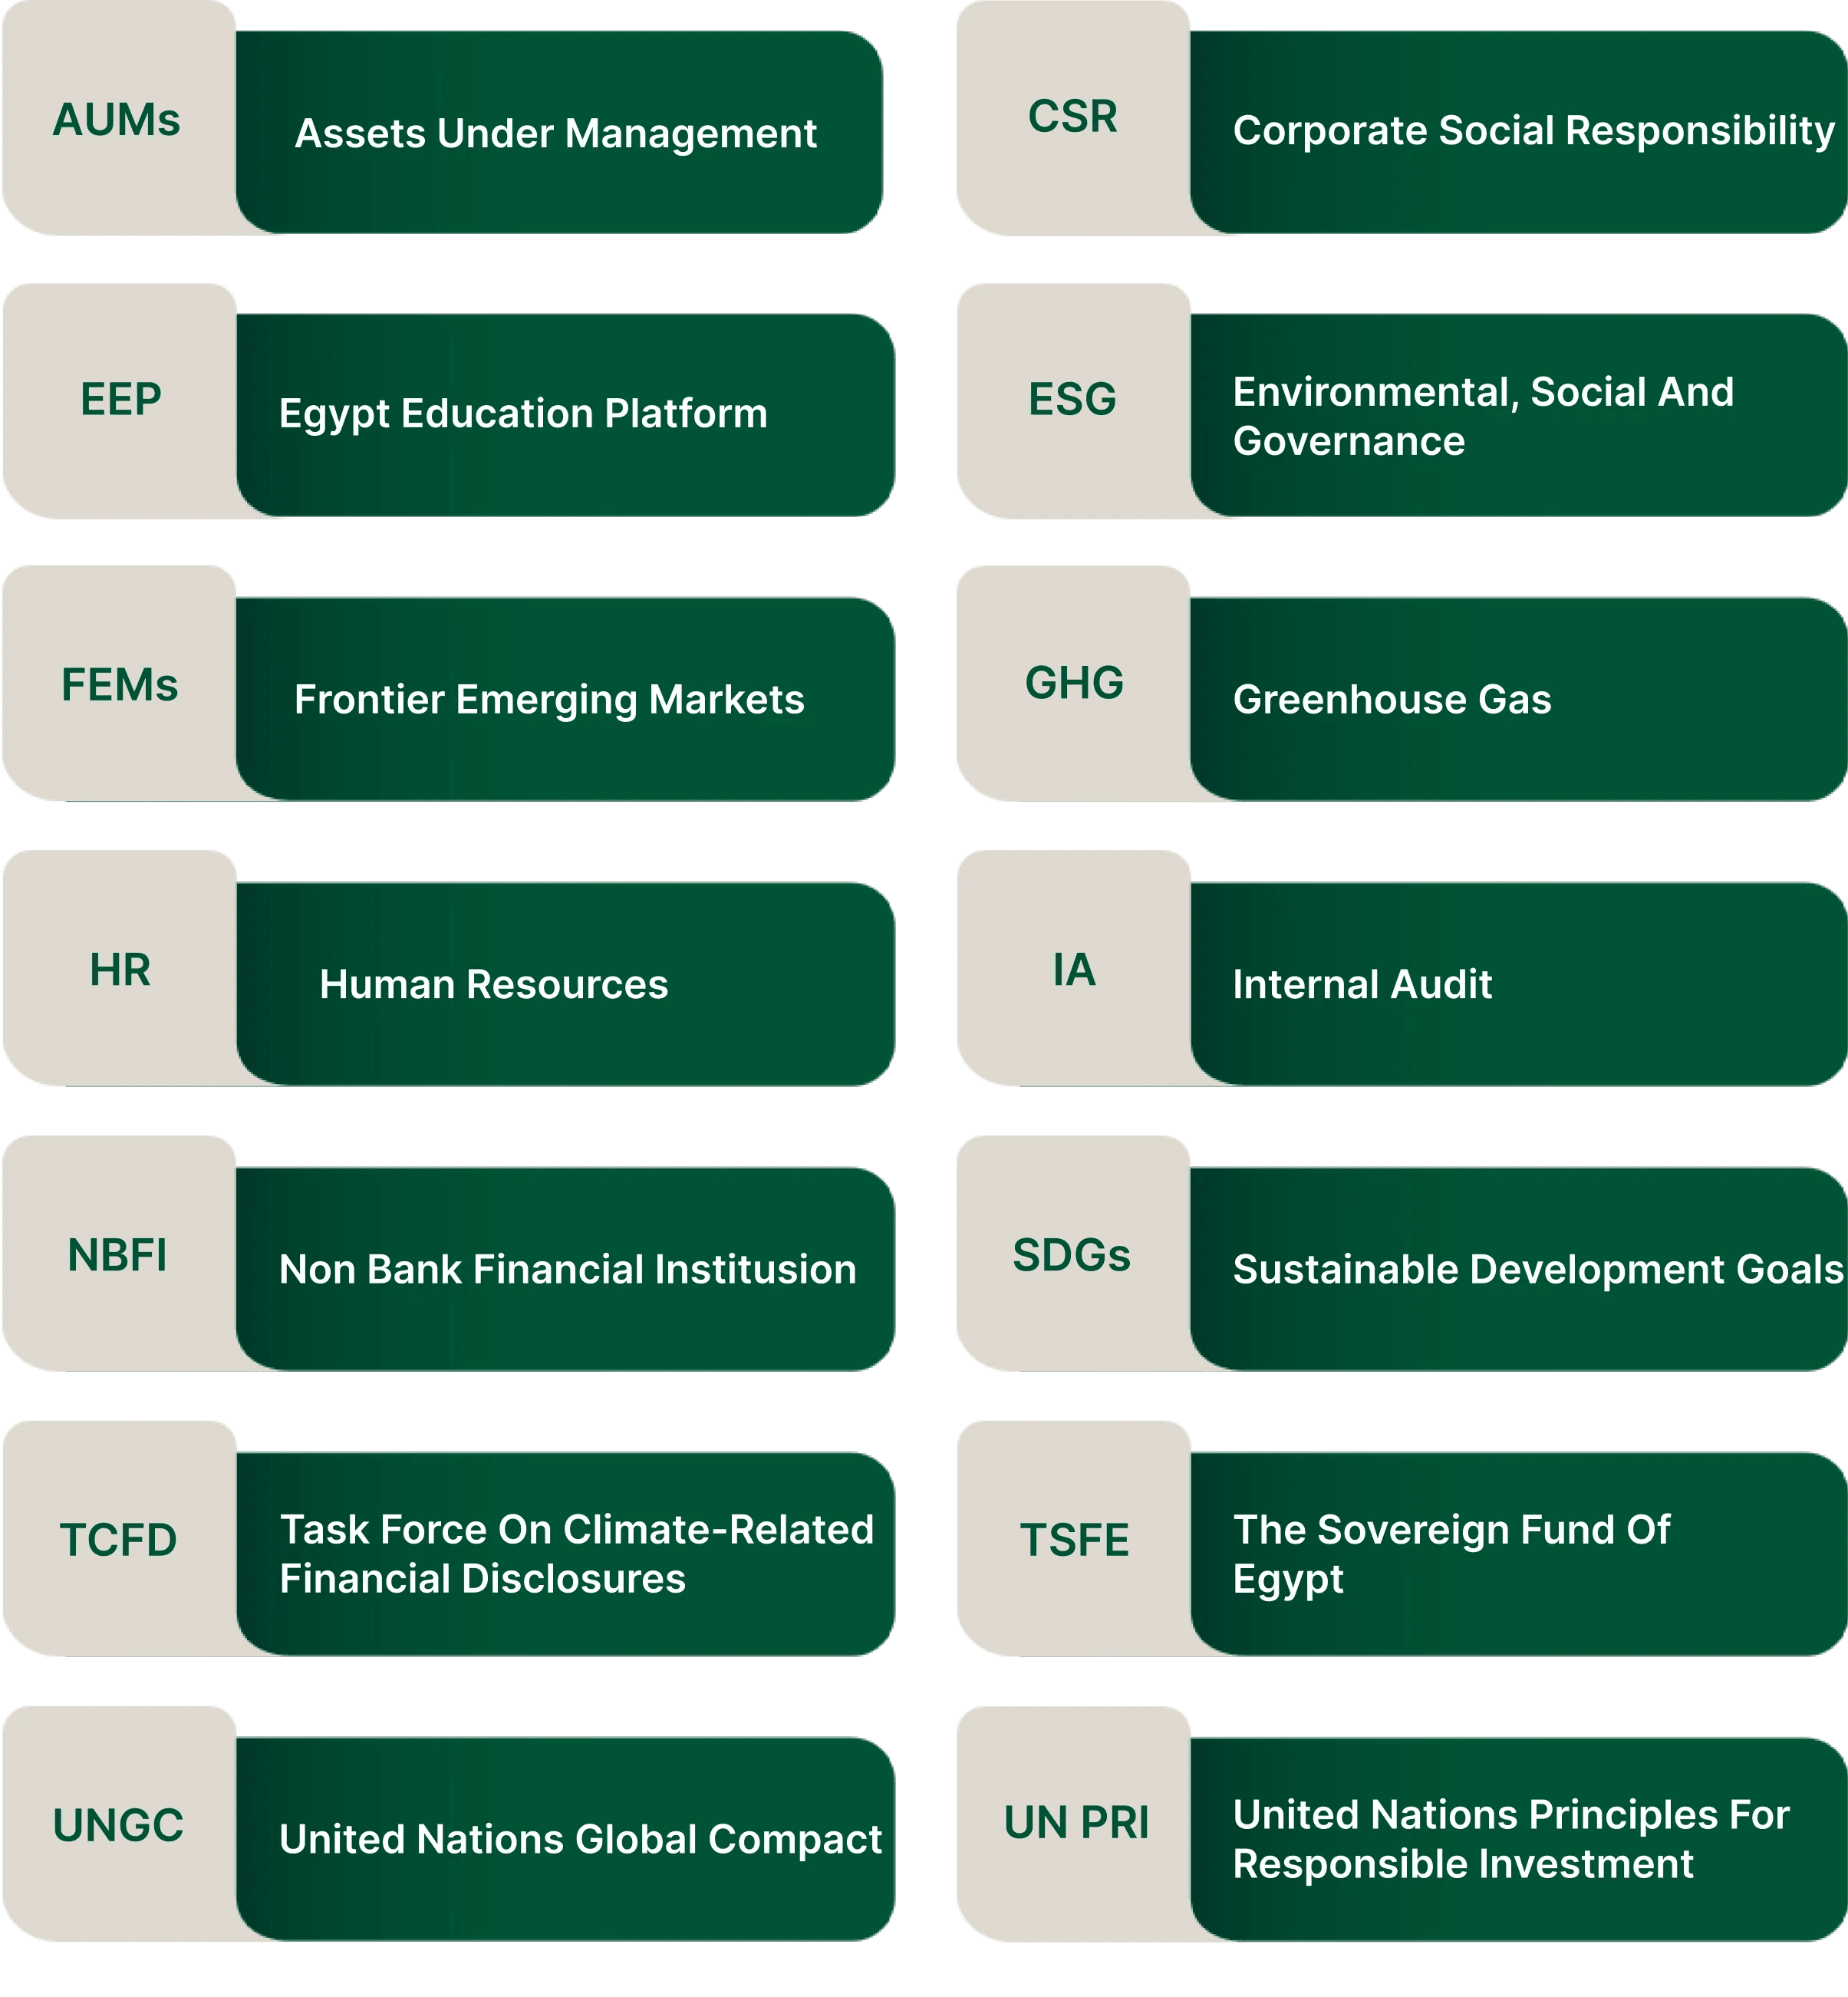 AUMs
Assets Under Management
CSR
Corporate Social Responsibility
EEP
Egypt Education Platform
ESG
Environmental, Social And
Governance
FEMs
Frontier Emerging Markets
GHG
Greenhouse Gas
HR
Human Resources
IA
Internal Audit
NBFI
Non Bank Financial Institusion
SDGs
Sustainable Development Goals
TCFD
Task Force On Climate-Related
Financial Disclosures
TSFE
The Sovereign Fund Of
Egypt
UNGC
United Nations Global Compact
UN PRI
United Nations Principles For
Responsible Investment